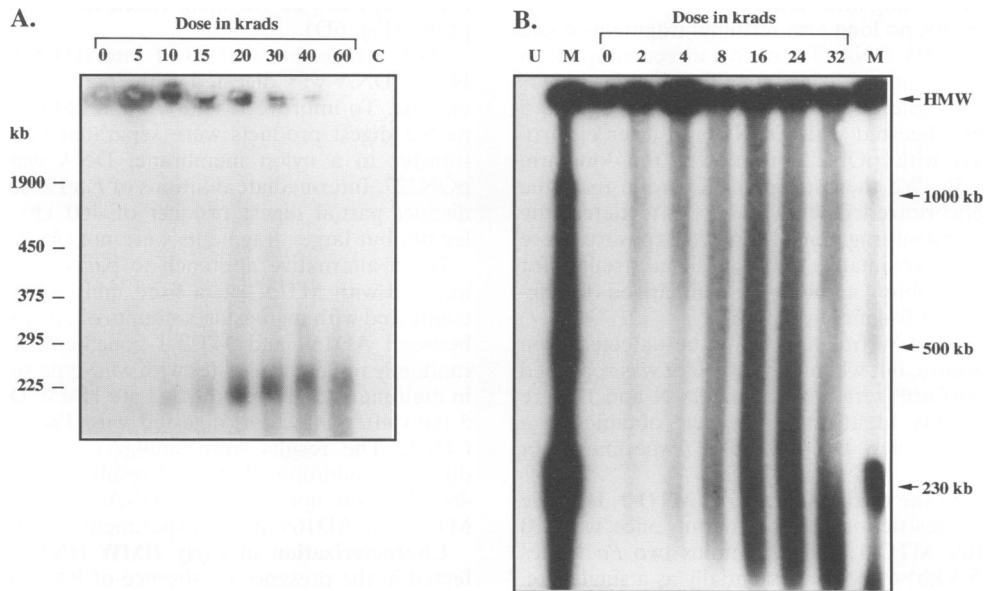 A.
Dose in krads
0 5 10 15 20 30 40 60 C
kb
1900
450
375
295
225
B.
Dose in krads
U M 0 2 4 8 16 24 32 M
HMW
1000 kb
500 kb
230 kb